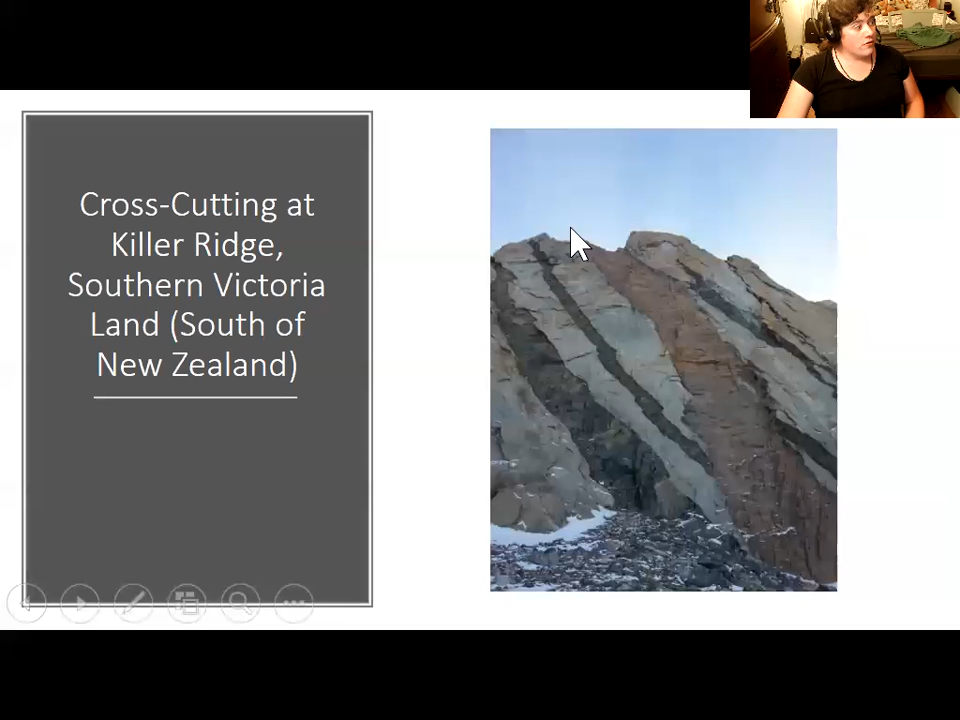 Cross-Cutting at
Killer Ridge,
Southern Victoria
Land (South of
New Zealand)